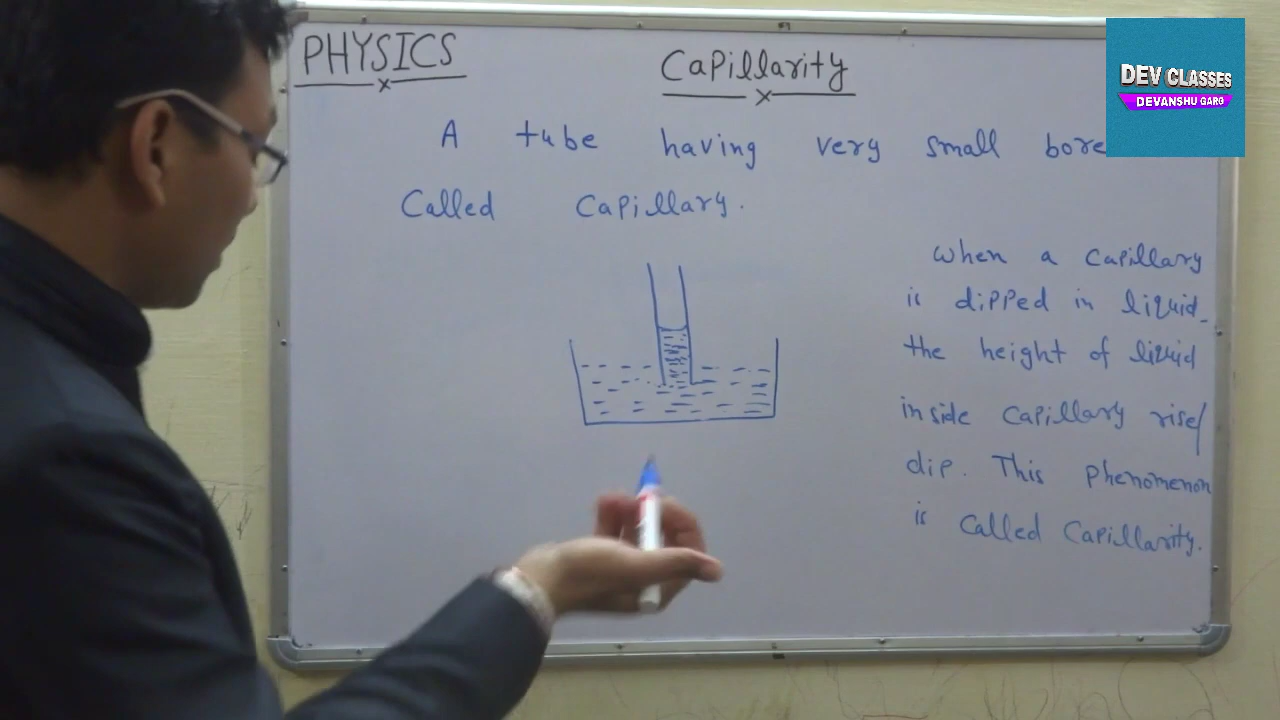 PHYSICS
Capillarity
DEV CLASSES
DEVANSHU GARG
A tube having very small bore
Called Capillary.
When a Capillary
is dipped in liquid
the height of liquid
inside Capillary rise/
dip. This phenomenon
is Called Capillarity.